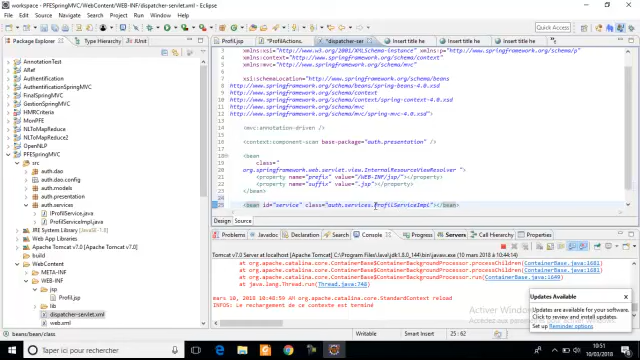 workspace - PFESpringMVC/WebContent/WEB-INF/dispatcher-servlet.xml - Eclipse
File Edit Navigate Search Project Run Window Help
Quick Access
Package Explorer
Type Hierarchy
JUnit
Profil.jsp
*ProfilActions.
*dispatcher-ser
Insert title he
Insert title he
Insert title he
AnnotationTest
ARef
Authentification
AuthentificationSpringMVC
FinalSpringMVC
GestionSpringMVC
HMRCriteria
MonPFE
NLToMapReduce
NLToMapReduce2
OpenNLP
PFESpringMVC
src
auth.dao
auth.dao.config
auth.models
auth.presentation
auth.services
IProfilService.java
ProfilServiceImpl.java
JRE System Library [JavaSE-1.8]
Web App Libraries
Apache Tomcat v7.0 [Apache Tomcat v7.0]
build
WebContent
META-INF
WEB-INF
jsp
Profil.jsp
lib
dispatcher-servlet.xml
web.xml
xmlns:xsi="http://www.w3.org/2001/XMLSchema-instance" xmlns:p="http://www.springframework.org/schema/p"
xmlns:context="http://www.springframework.org/schema/context"
xmlns:mvc="http://www.springframework.org/schema/mvc"
xsi:schemaLocation="http://www.springframework.org/schema/beans
http://www.springframework.org/schema/beans/spring-beans-4.0.xsd
http://www.springframework.org/schema/context
http://www.springframework.org/schema/context/spring-context-4.0.xsd
http://www.springframework.org/schema/mvc
http://www.springframework.org/schema/mvc/spring-mvc-4.0.xsd">
<mvc:annotation-driven />
<context:component-scan base-package="auth.presentation" />
<bean
class="
org.springframework.web.servlet.view.InternalResourceViewResolver ">
<property name="prefix" value="/WEB-INF/jsp/"></property>
<property name="suffix" value=".jsp"></property>
</bean>
<bean id="service" class="auth.services.ProfilServiceImpl"></bean>
Design Source
Problems
Declaration
Search
Console
Progress
Servers
Call Hierarchy
Properties
Tomcat v7.0 Server at localhost [Apache Tomcat] C:\Program Files\Java\jdk1.8.0_144\bin\javaw.exe (10 mars 2018 à 10:44:14)
at org.apache.catalina.core.ContainerBase$ContainerBackgroundProcessor.processChildren(ContainerBase.java:1681)
at org.apache.catalina.core.ContainerBase$ContainerBackgroundProcessor.processChildren(ContainerBase.java:1681)
at org.apache.catalina.core.ContainerBase$ContainerBackgroundProcessor.run(ContainerBase.java:1649)
at java.lang.Thread.run(Thread.java:748)
mars 10, 2018 10:48:59 AM org.apache.catalina.core.StandardContext reload
INFOS: Le rechargement de ce contexte est terminé
Activer Windows
Updates Available
Updates are available for your software.
Click to review and install updates.
Set up Reminder options
beans/bean/class
Writable
Smart Insert
25 : 62
Taper ici pour rechercher
10:51
10/03/2018